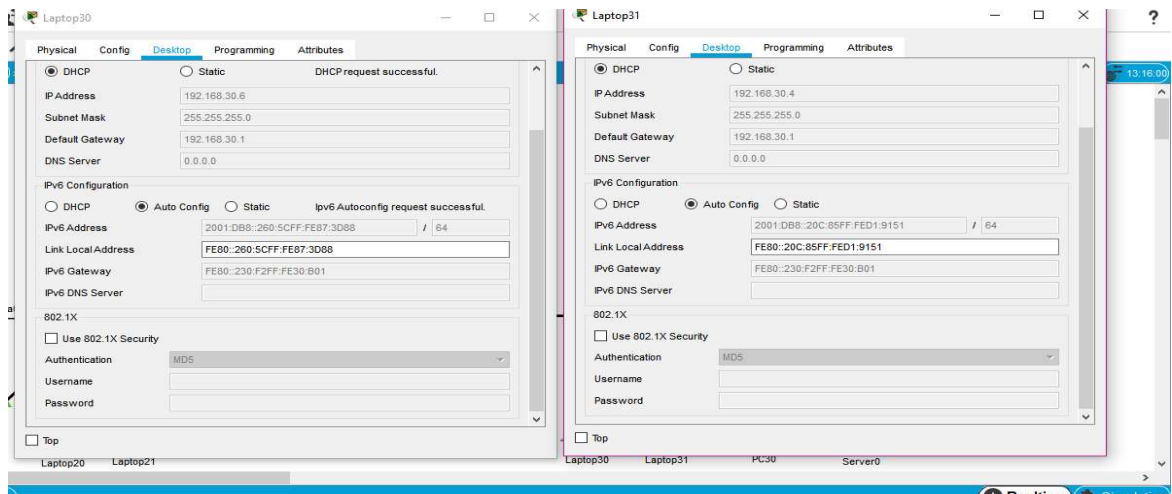 Laptop30
Physical Config Desktop Programming Attributes
DHCP Static DHCP request successful.
IP Address 192.168.30.6
Subnet Mask 255.255.255.0
Default Gateway 192.168.30.1
DNS Server 0.0.0.0
IPv6 Configuration
DHCP Auto Config Static Ipv6 Autoconfig request successful.
IPv6 Address 2001:DB8::260:5CFF:FE87:3D88 / 64
Link Local Address FE80::260:5CFF:FE87:3D88
IPv6 Gateway FE80::230:F2FF:FE30:B01
IPv6 DNS Server
802.1X
Use 802.1X Security
Authentication MD5
Username
Password
Top
Laptop31
?
Physical Config Desktop Programming Attributes
DHCP Static
13:16:00
IP Address 192.168.30.4
Subnet Mask 255.255.255.0
Default Gateway 192.168.30.1
DNS Server 0.0.0.0
IPv6 Configuration
DHCP Auto Config Static
IPv6 Address 2001:DB8::20C:85FF:FED1:9151 / 64
Link Local Address FE80::20C:85FF:FED1:9151
IPv6 Gateway FE80::230:F2FF:FE30:B01
IPv6 DNS Server
802.1X
Use 802.1X Security
Authentication MD5
Username
Password
Top
Laptop20 Laptop21 Laptop30 Laptop31 PC30 Server0